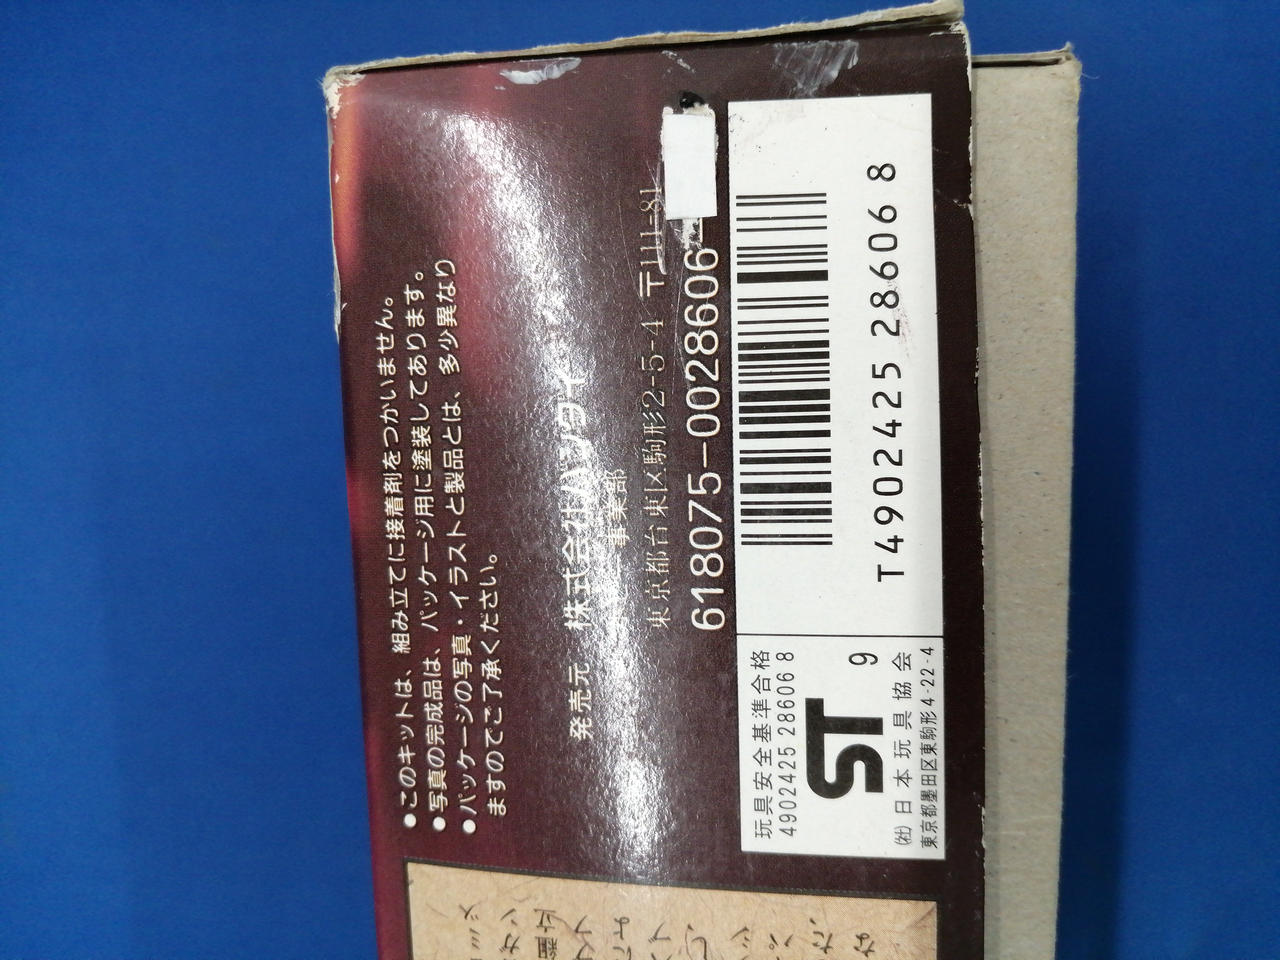 ●このキットは、組み立てに接着剤をつかいません。
●写真の完成品は、パッケージ用に塗装してあります。
●パッケージの写真・イラストと製品とは、多少異なり
ますのでご了承ください。
発売元 株式会社バンダイ
事業部
東京都台東区駒形2-5-4 〒111-81
618075-0028606-
T4902425 28606 8
玩具安全基準合格
4902425 28606 8
ST 9
㈳日本玩具協会
東京都墨田区東駒形4-22-4